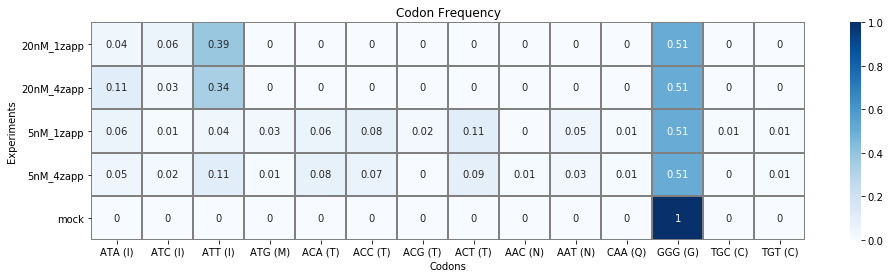 Codon Frequency
20nM_1zapp 0.04 0.06 0.39 0 0 0 0 0 0 0 0 0.51 0 0
20nM_4zapp 0.11 0.03 0.34 0 0 0 0 0 0 0 0 0.51 0 0
5nM_1zapp 0.06 0.01 0.04 0.03 0.06 0.08 0.02 0.11 0 0.05 0.01 0.51 0.01 0.01
5nM_4zapp 0.05 0.02 0.11 0.01 0.08 0.07 0 0.09 0.01 0.03 0.01 0.51 0 0.01
mock 0 0 0 0 0 0 0 0 0 0 0 1 0 0
ATA (I) ATC (I) ATT (I) ATG (M) ACA (T) ACC (T) ACG (T) ACT (T) AAC (N) AAT (N) CAA (Q) GGG (G) TGC (C) TGT (C)
Codons
Experiments
1.0
0.8
0.6
0.4
0.2
0.0